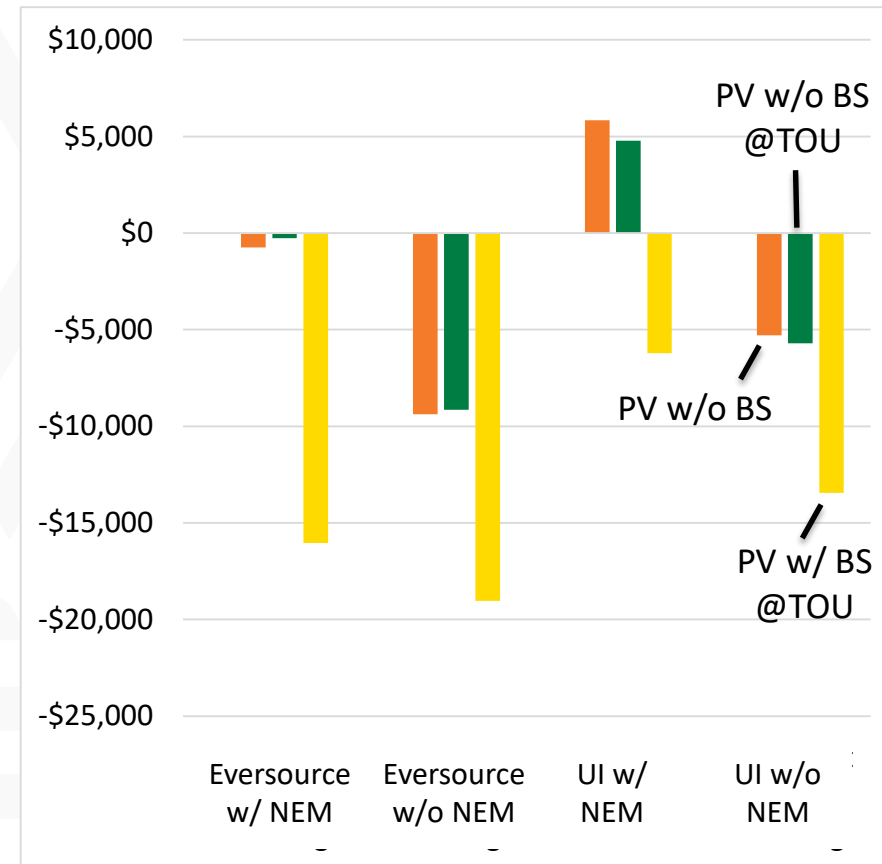 $10,000
$5,000
$0
-$5,000
-$10,000
-$15,000
-$20,000
-$25,000
PV w/o BS
@TOU
PV w/o BS
PV w/ BS
@TOU
Eversource
w/ NEM
Eversource
w/o NEM
UI w/
NEM
UI w/o
NEM